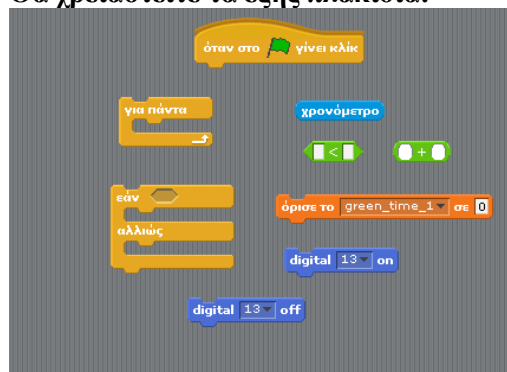 όταν στο γίνει κλικ
για πάντα
χρονόμετρο
<
+
εάν
αλλιώς
όρισε το green_time_1 σε 0
digital 13 on
digital 13 off